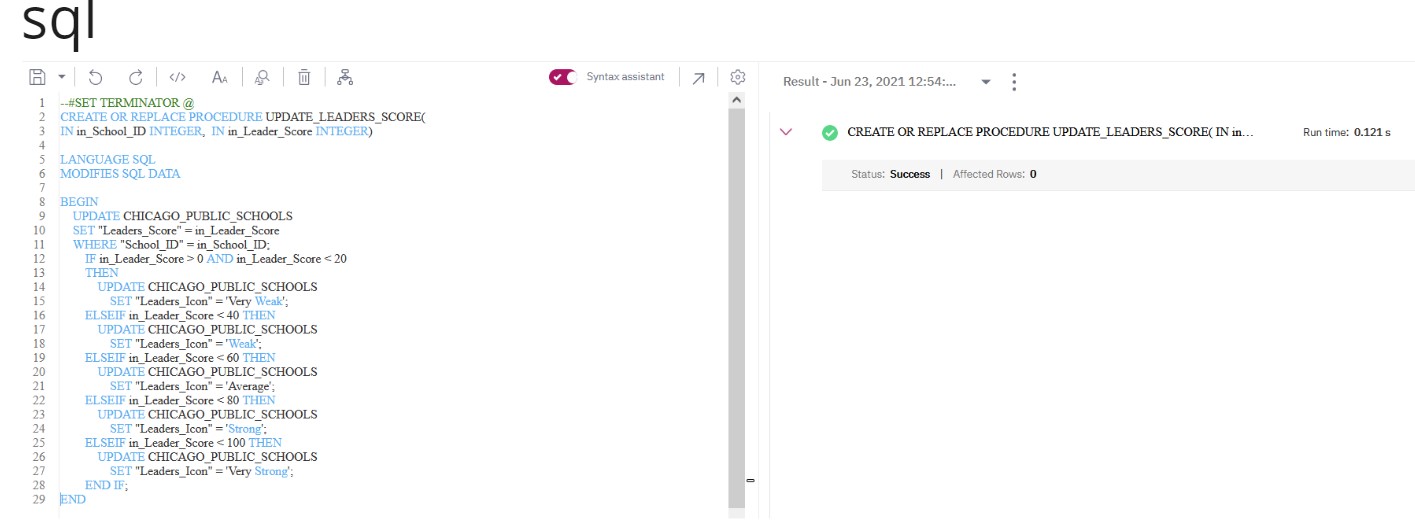 sql
Syntax assistant
Result - Jun 23, 2021 12:54:...
1 --#SET TERMINATOR @
2 CREATE OR REPLACE PROCEDURE UPDATE_LEADERS_SCORE(
3 IN in_School_ID INTEGER, IN in_Leader_Score INTEGER)
4
5 LANGUAGE SQL
6 MODIFIES SQL DATA
7
8 BEGIN
9 UPDATE CHICAGO_PUBLIC_SCHOOLS
10 SET "Leaders_Score" = in_Leader_Score
11 WHERE "School_ID" = in_School_ID;
12 IF in_Leader_Score > 0 AND in_Leader_Score < 20
13 THEN
14 UPDATE CHICAGO_PUBLIC_SCHOOLS
15 SET "Leaders_Icon" = 'Very Weak';
16 ELSEIF in_Leader_Score < 40 THEN
17 UPDATE CHICAGO_PUBLIC_SCHOOLS
18 SET "Leaders_Icon" = 'Weak';
19 ELSEIF in_Leader_Score < 60 THEN
20 UPDATE CHICAGO_PUBLIC_SCHOOLS
21 SET "Leaders_Icon" = 'Average';
22 ELSEIF in_Leader_Score < 80 THEN
23 UPDATE CHICAGO_PUBLIC_SCHOOLS
24 SET "Leaders_Icon" = 'Strong';
25 ELSEIF in_Leader_Score < 100 THEN
26 UPDATE CHICAGO_PUBLIC_SCHOOLS
27 SET "Leaders_Icon" = 'Very Strong';
28 END IF;
29 END
CREATE OR REPLACE PROCEDURE UPDATE_LEADERS_SCORE( IN in... Run time: 0.121 s
Status: Success | Affected Rows: 0